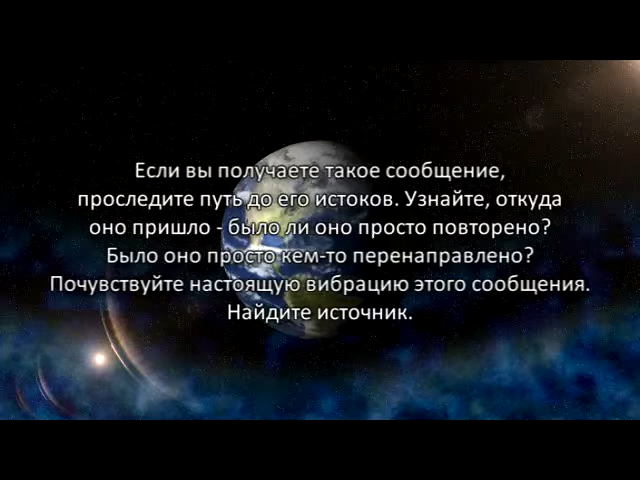 Если вы получаете такое сообщение,
проследите путь до его истоков. Узнайте, откуда
оно пришло - было ли оно просто повторено?
Было оно просто кем-то перенаправлено?
Почувствуйте настоящую вибрацию этого сообщения.
Найдите источник.